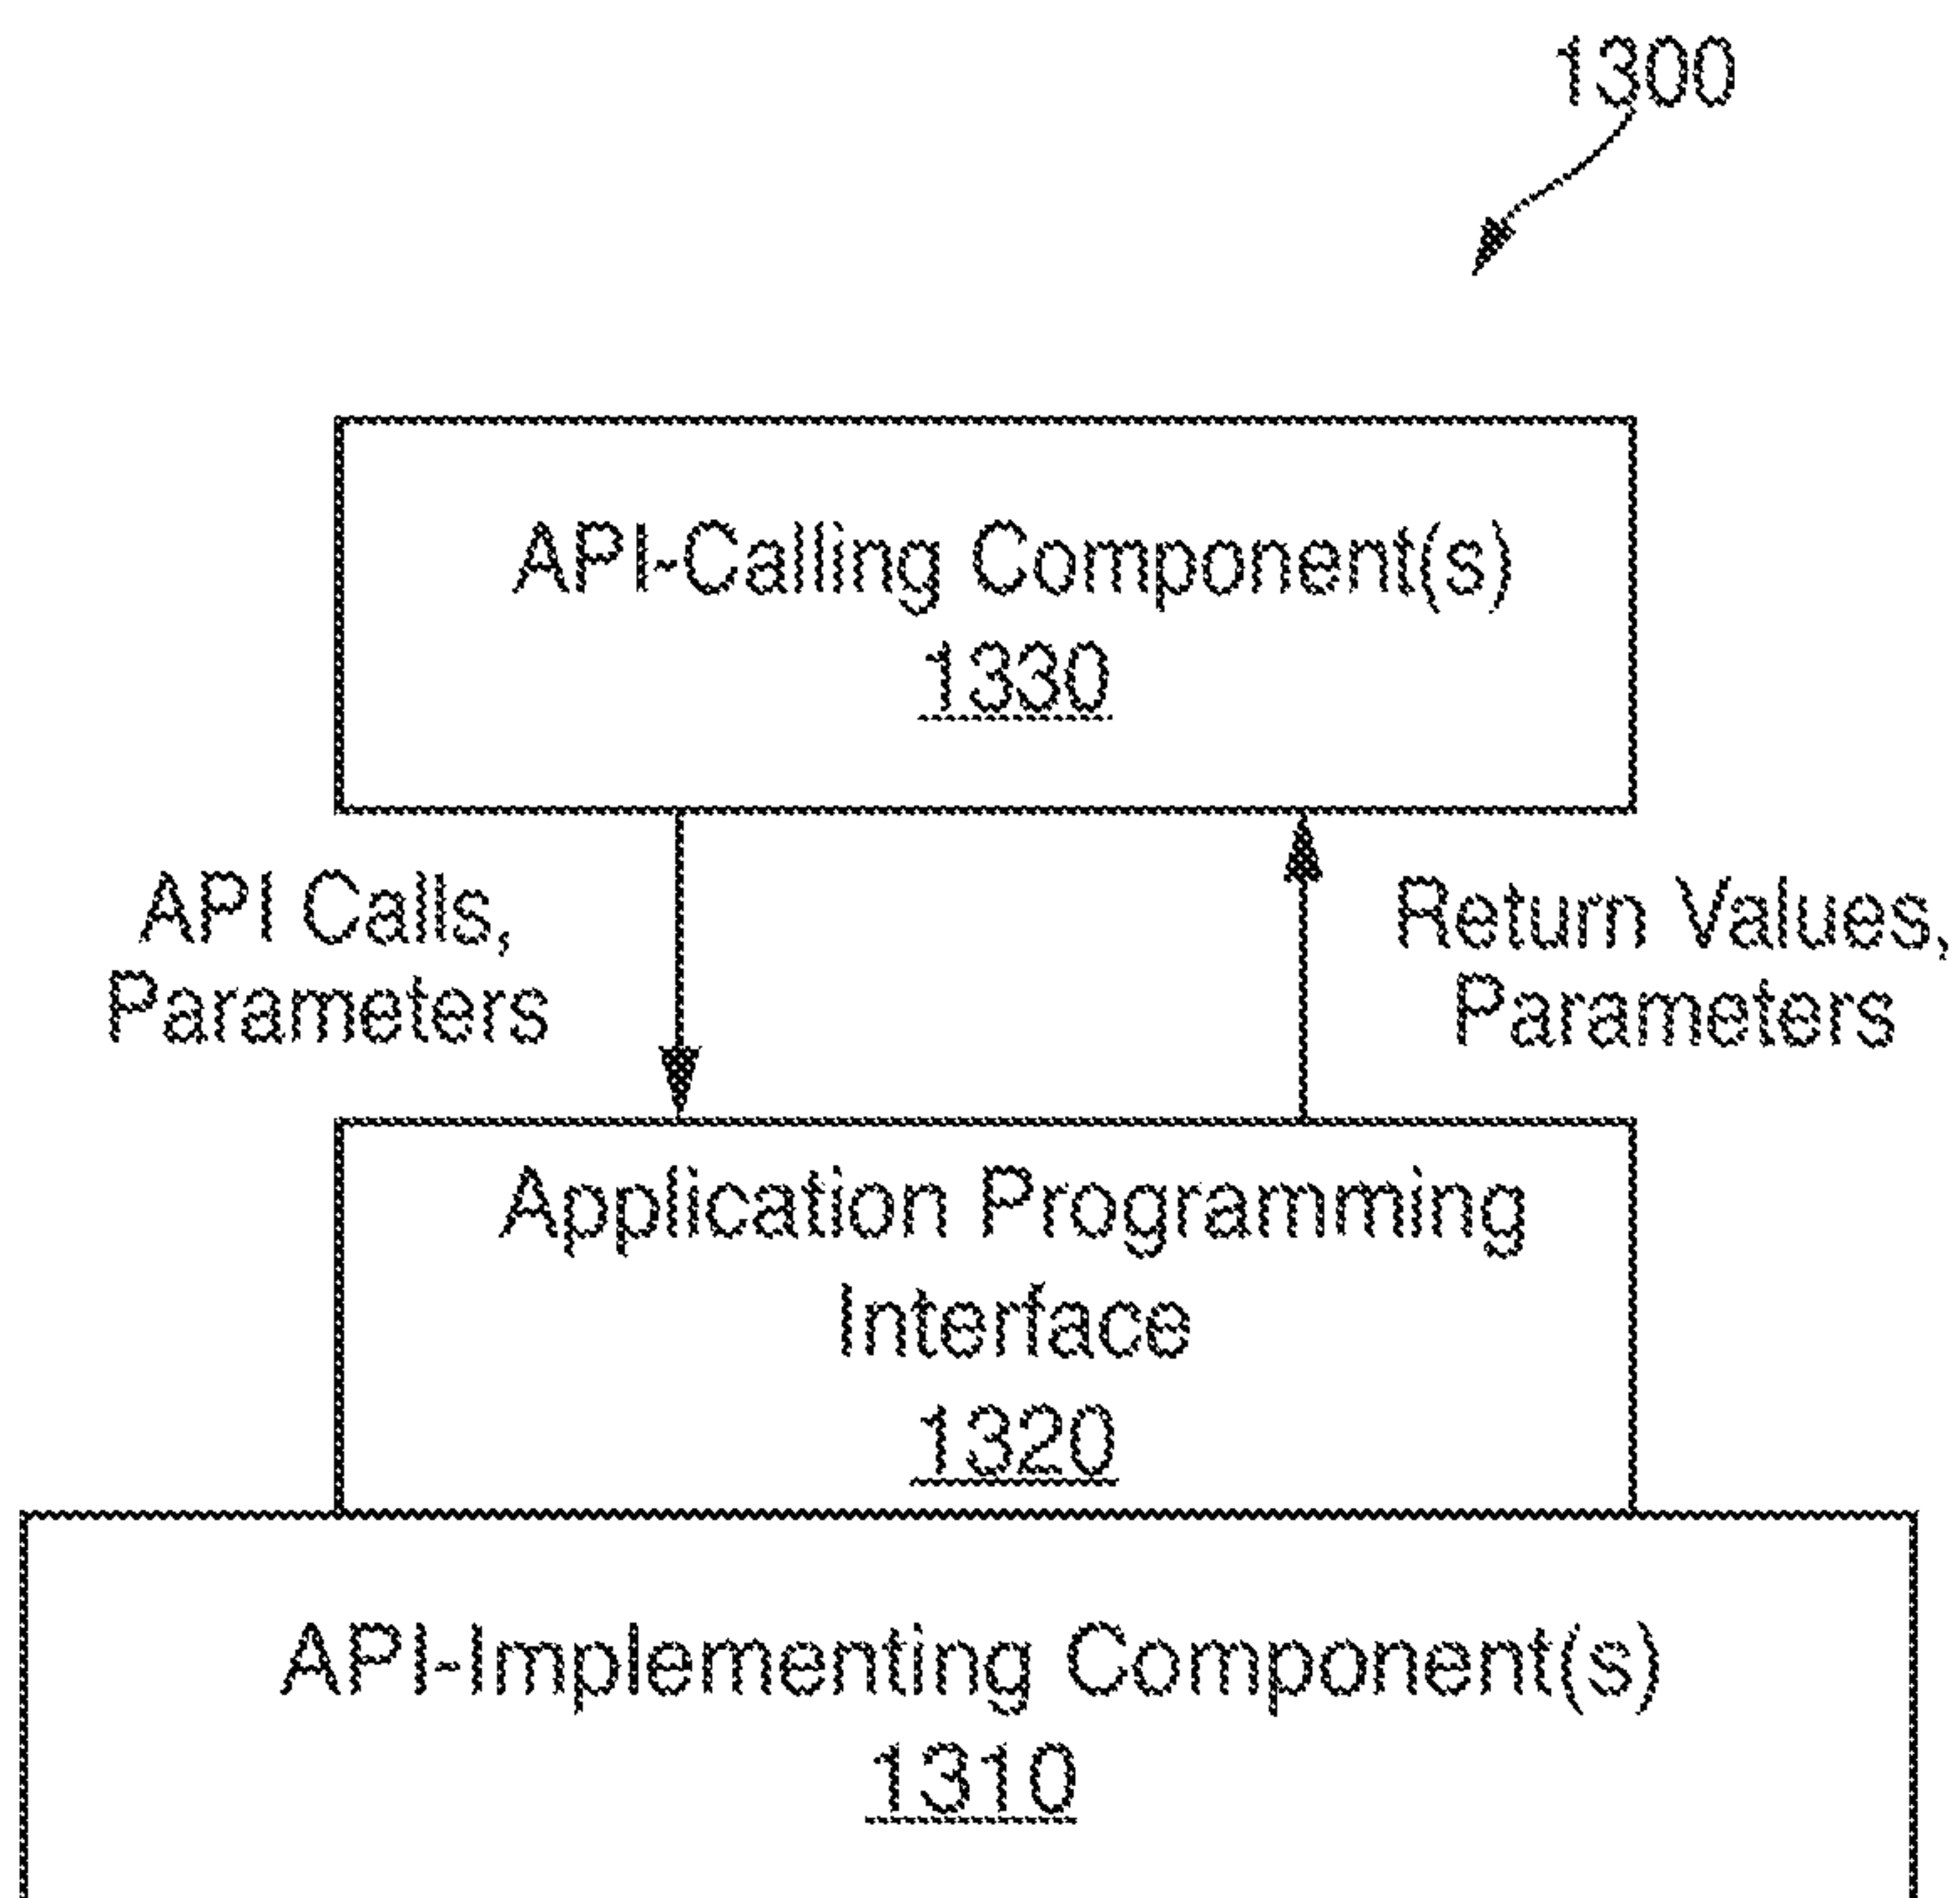 1300
API-Calling Component(s)
1330
API Calls,
Parameters
Return Values,
Parameters
Application Programming
Interface
1320
API-Implementing Component(s)
1310